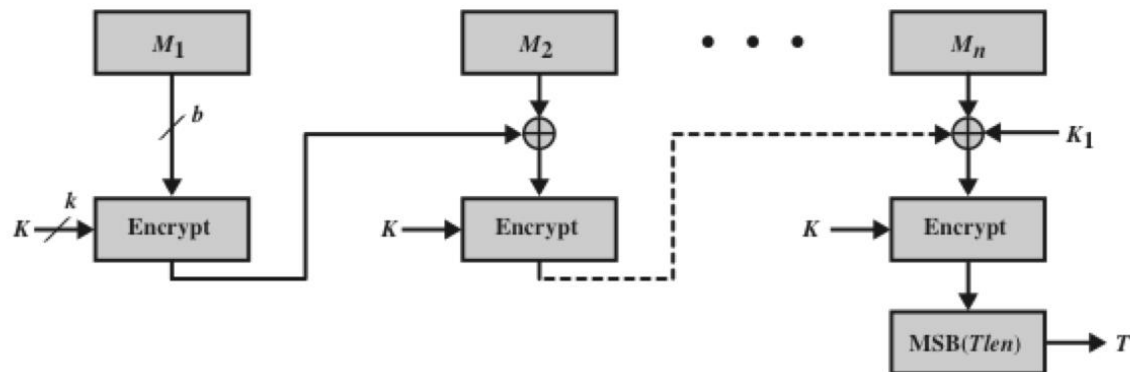 M1 M2 • • • Mn
b
K1
k
K Encrypt K Encrypt K Encrypt
MSB(Tlen) T